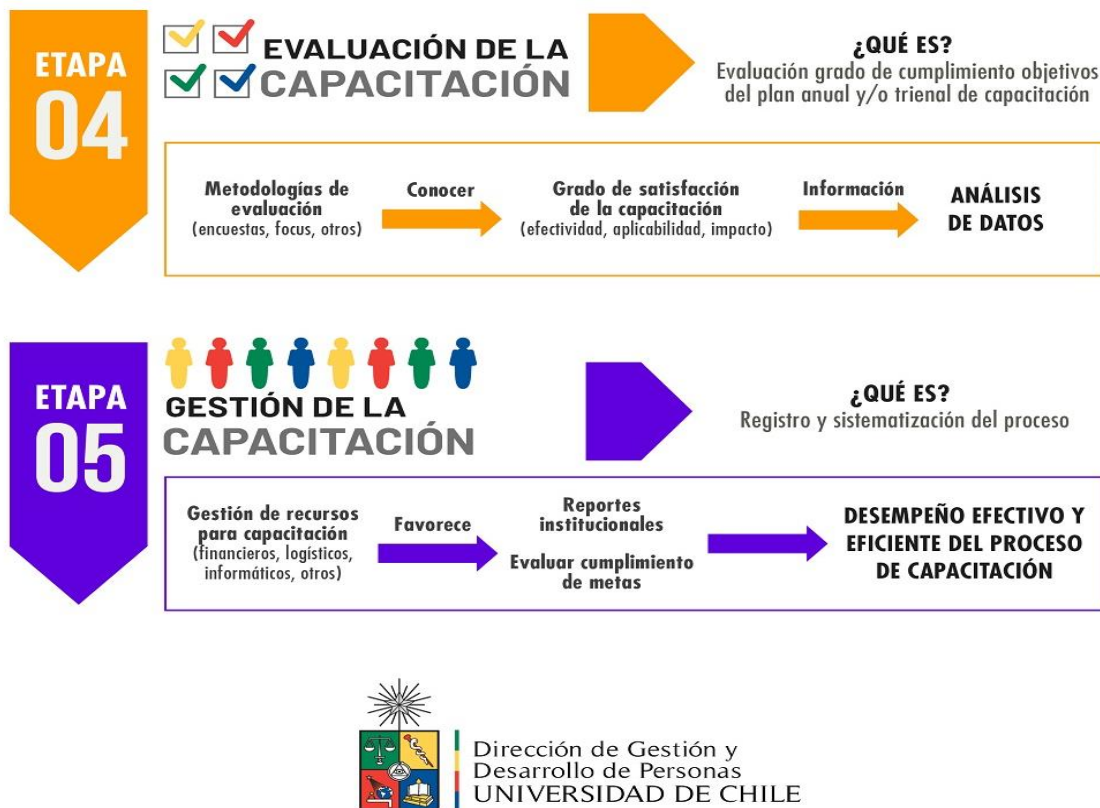 ETAPA
04
EVALUACIÓN DE LA
CAPACITACIÓN
¿QUÉ ES?
Evaluación grado de cumplimiento objetivos
del plan anual y/o trienal de capacitación
Metodologías de
evaluación
(encuestas, focus, otros)
Conocer
Grado de satisfacción
de la capacitación
(efectividad, aplicabilidad, impacto)
Información
ANÁLISIS
DE DATOS
ETAPA
05
GESTIÓN DE LA
CAPACITACIÓN
¿QUÉ ES?
Registro y sistematización del proceso
Gestión de recursos
para capacitación
(financieros, logísticos,
informáticos, otros)
Favorece
Reportes
institucionales
Evaluar cumplimiento
de metas
DESEMPEÑO EFECTIVO Y
EFICIENTE DEL PROCESO
DE CAPACITACIÓN
Dirección de Gestión y
Desarrollo de Personas
UNIVERSIDAD DE CHILE